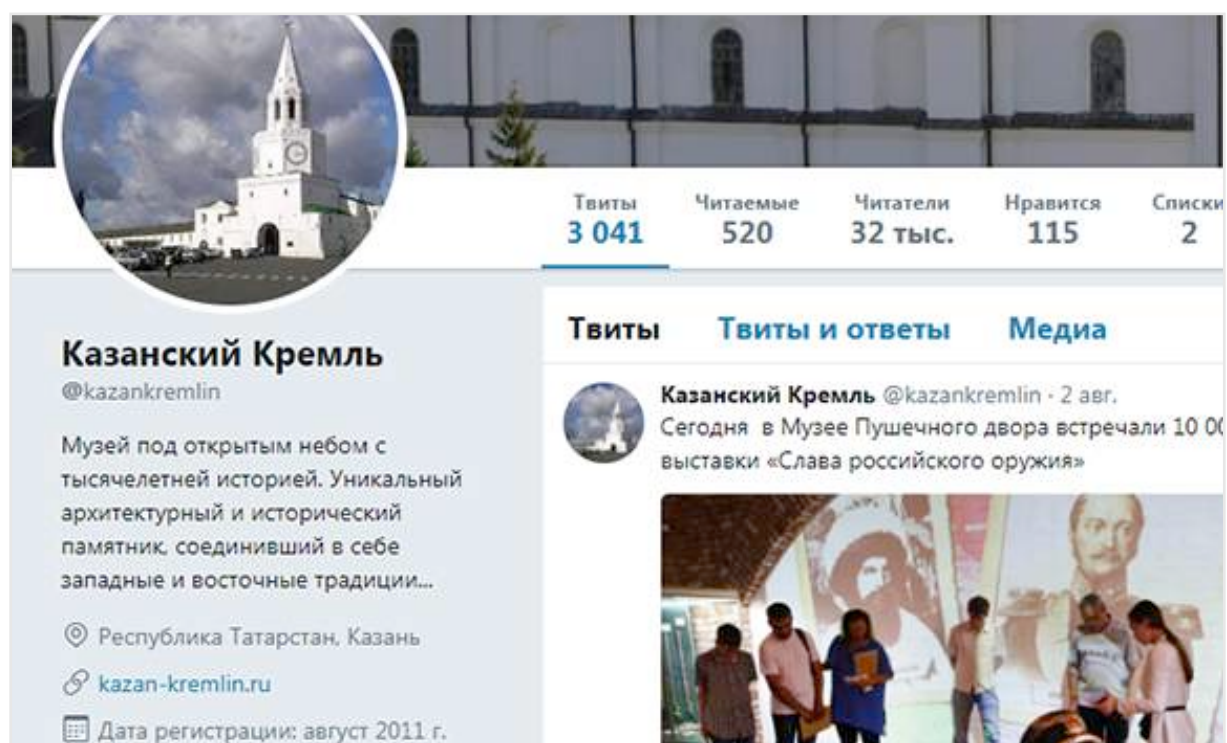 Твиты Читаемые Читатели Нравится Списки
3 041 520 32 тыс. 115 2
Казанский Кремль
@kazankremlin
Музей под открытым небом с
тысячелетней историей. Уникальный
архитектурный и исторический
памятник, соединивший в себе
западные и восточные традиции...
Республика Татарстан, Казань
kazan-kremlin.ru
Дата регистрации: август 2011 г.
Твиты Твиты и ответы Медиа
Казанский Кремль @kazankremlin · 2 авг.
Сегодня в Музее Пушечного двора встречали 10
выставки «Слава российского оружия»